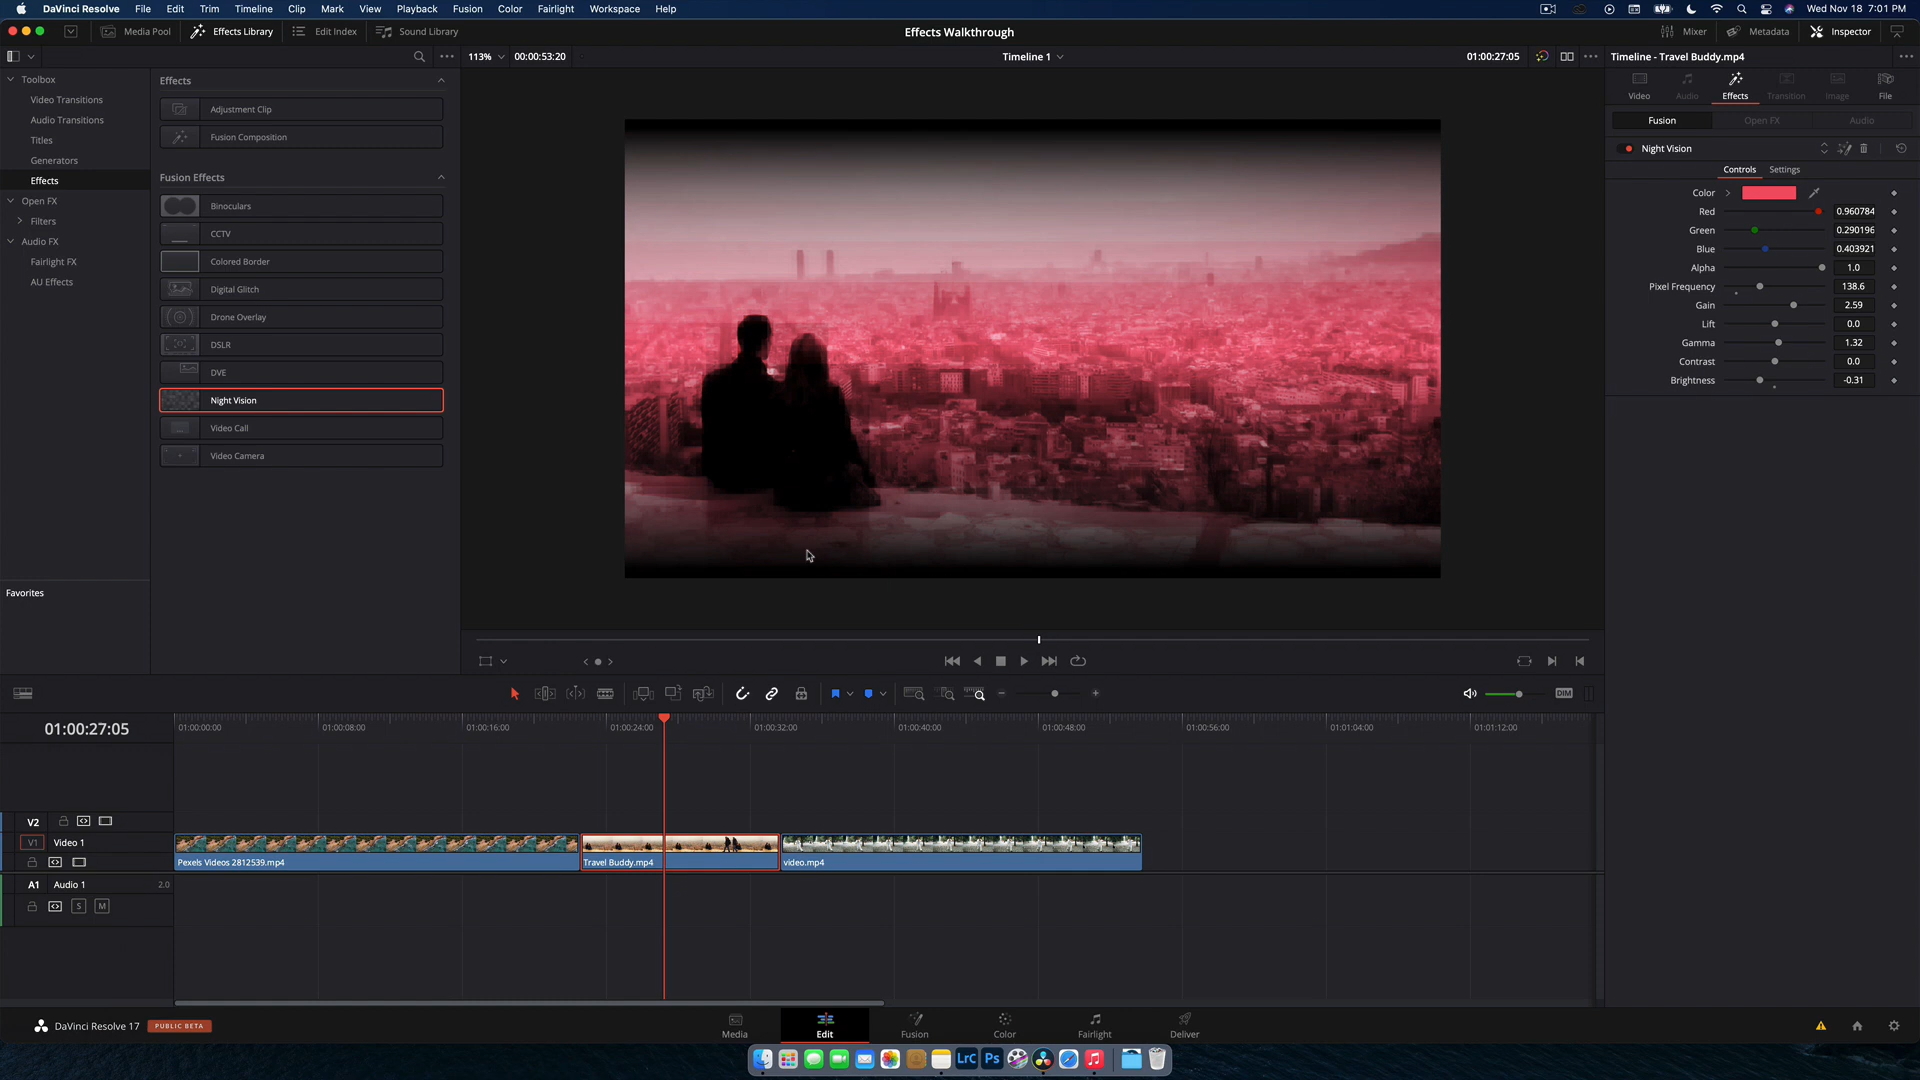 DaVinci Resolve File Edit Trim Timeline Clip Mark View Playback Fusion Color Fairlight Workspace Help Wed Nov 18 7:01 PM
Media Pool Effects Library Edit Index Sound Library Effects Walkthrough Mixer Metadata Inspector
113% 00:00:53:20 Timeline 1 01:00:27:05 Timeline - Travel Buddy.mp4
Toolbox
Video Transitions
Audio Transitions
Titles
Generators
Effects
Open FX
Filters
Audio FX
Fairlight FX
AU Effects
Favorites
Effects
Adjustment Clip
Fusion Composition
Fusion Effects
Binoculars
CCTV
Colored Border
Digital Glitch
Drone Overlay
DSLR
DVE
Night Vision
Video Call
Video Camera
Video Audio Effects Transition Image File
Fusion Open FX Audio
Night Vision
Controls Settings
Color
Red 0.960784
Green 0.290196
Blue 0.403921
Alpha 1.0
Pixel Frequency 138.6
Gain 2.59
Lift 0.0
Gamma 1.32
Contrast 0.0
Brightness -0.31
DIM
01:00:27:05 01:00:00:00 01:00:08:00 01:00:16:00 01:00:24:00 01:00:32:00 01:00:40:00 01:00:48:00 01:00:56:00 01:01:04:00 01:01:12:00
V2
V1 Video 1
Pexels Videos 2812539.mp4 Travel Buddy.mp4 video.mp4
A1 Audio 1 2.0
S M
DaVinci Resolve 17 PUBLIC BETA
Media Edit Fusion Color Fairlight Deliver
LrC Ps